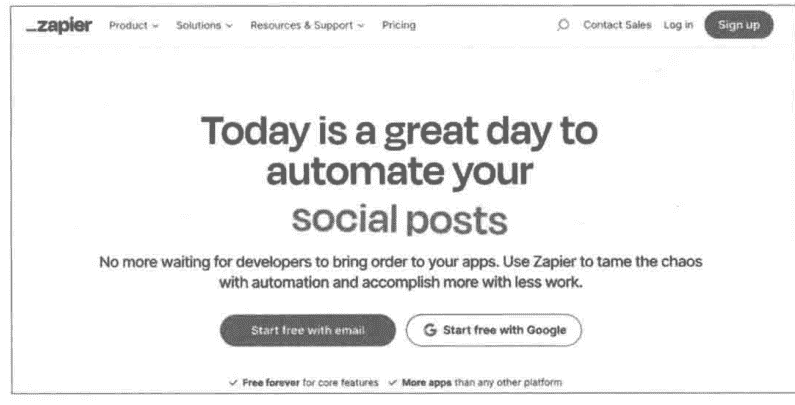 _zapier Product Solutions Resources & Support Pricing Contact Sales Log in Sign up
Today is a great day to
automate your
social posts
No more waiting for developers to bring order to your apps. Use Zapier to tame the chaos
with automation and accomplish more with less work.
Start free with email G Start free with Google
✓ Free forever for core features ✓ More apps than any other platform